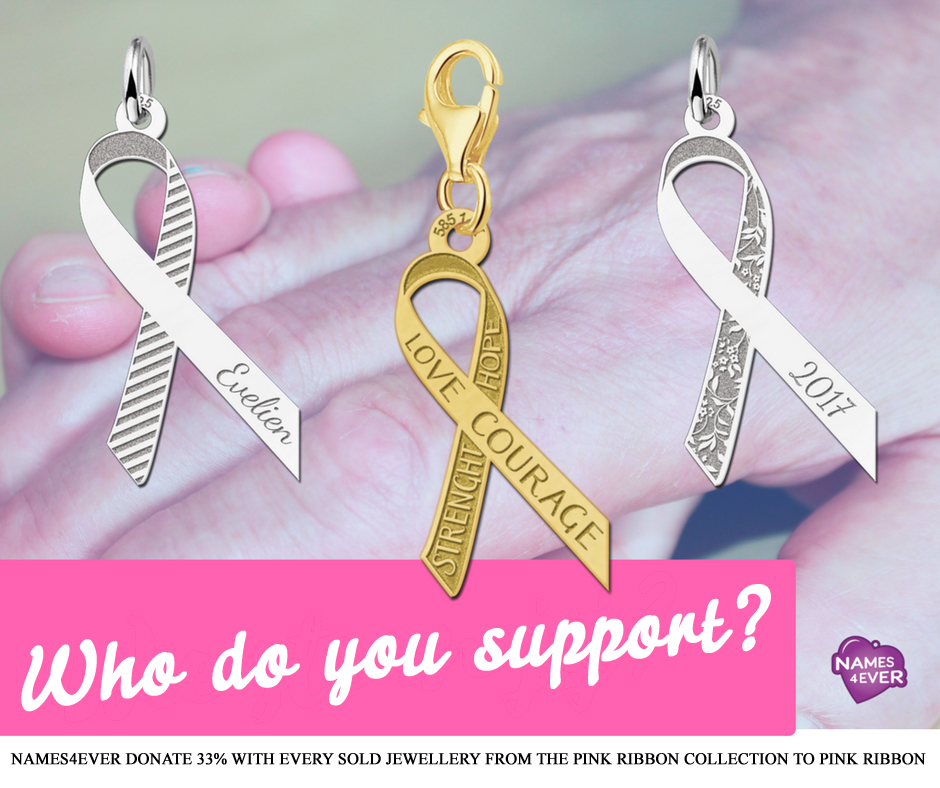 25
585 1
25
LOVE
HOPE
COURAGE
STRENGHT
Evelien
2017
Who do you support?
NAMES
4EVER
NAMES4EVER DONATE 33% WITH EVERY SOLD JEWELLERY FROM THE PINK RIBBON COLLECTION TO PINK RIBBON